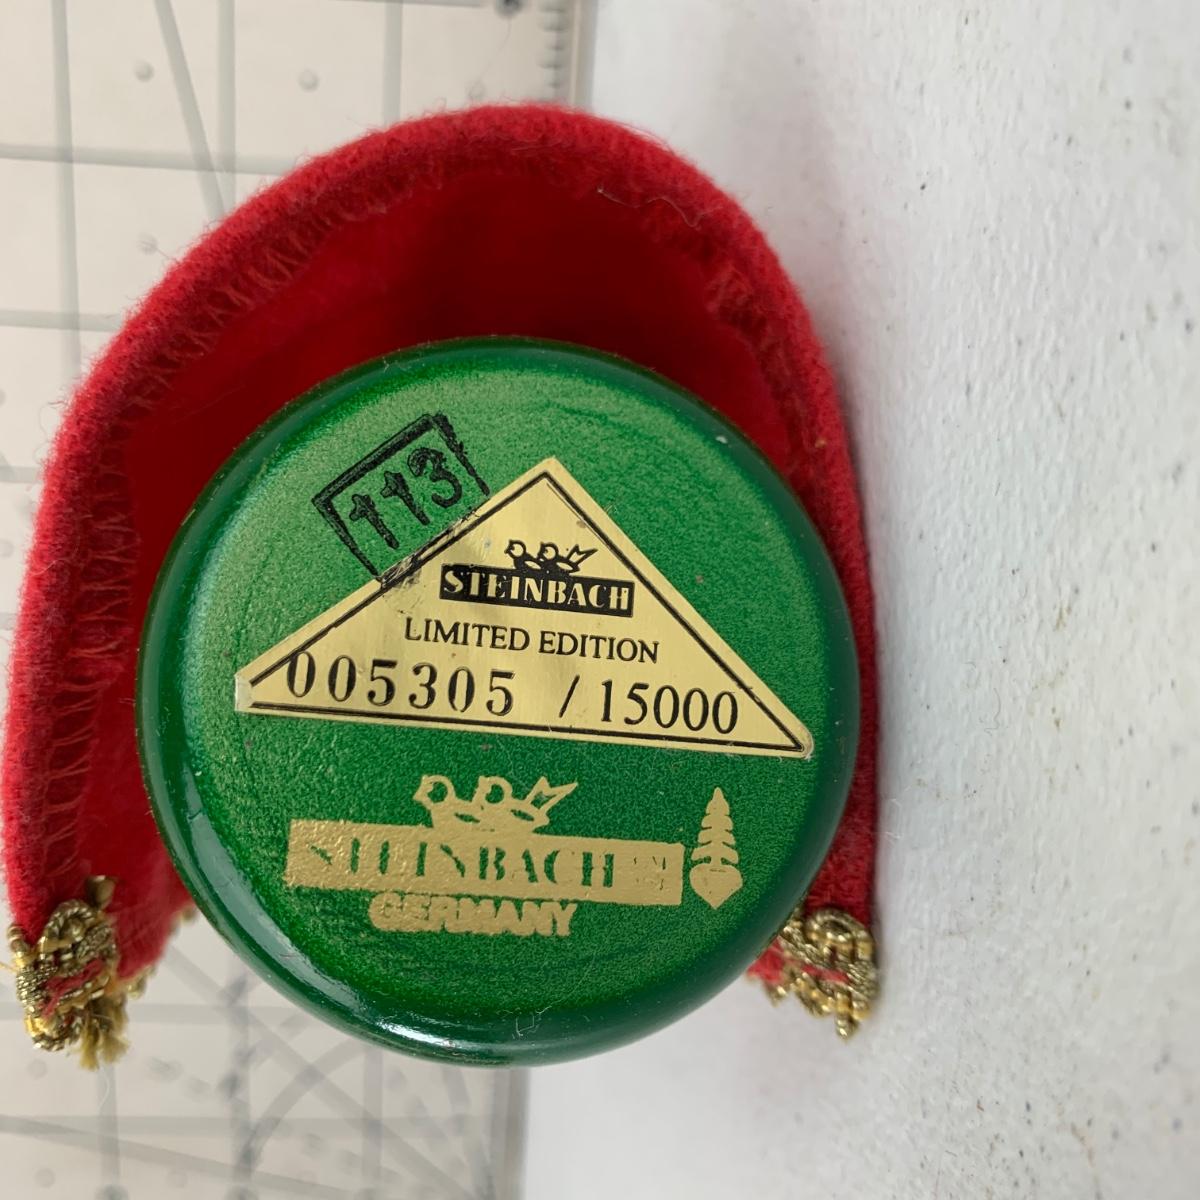 113
STEINBACH
LIMITED EDITION
005305 / 15000
STEINBACH
GERMANY